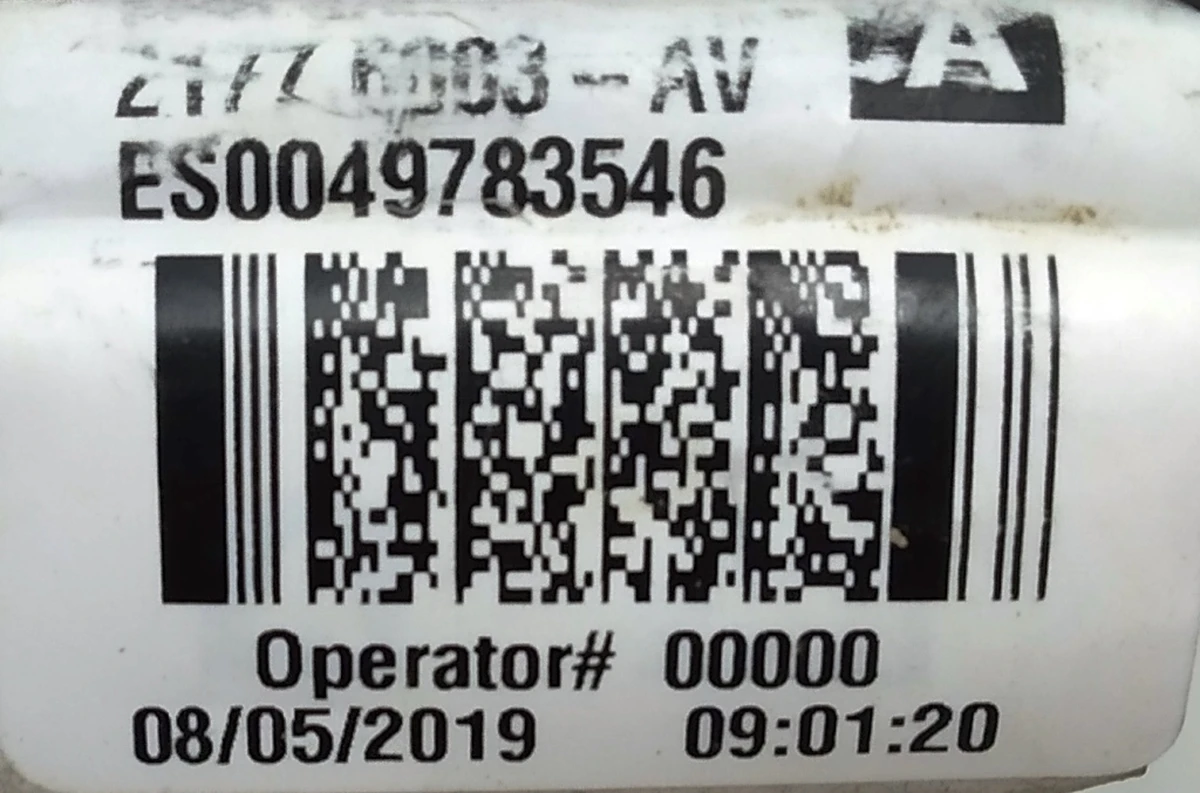 - AV A
ES0049783546
Operator# 00000
08/05/2019 09:01:20